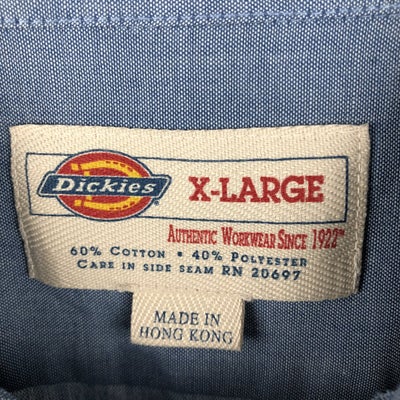 Dickies
X-LARGE
AUTHENTIC WORKWEAR SINCE 1922™
60% COTTON • 40% POLYESTER
CARE IN SIDE SEAM RN 20697
MADE IN
HONG KONG